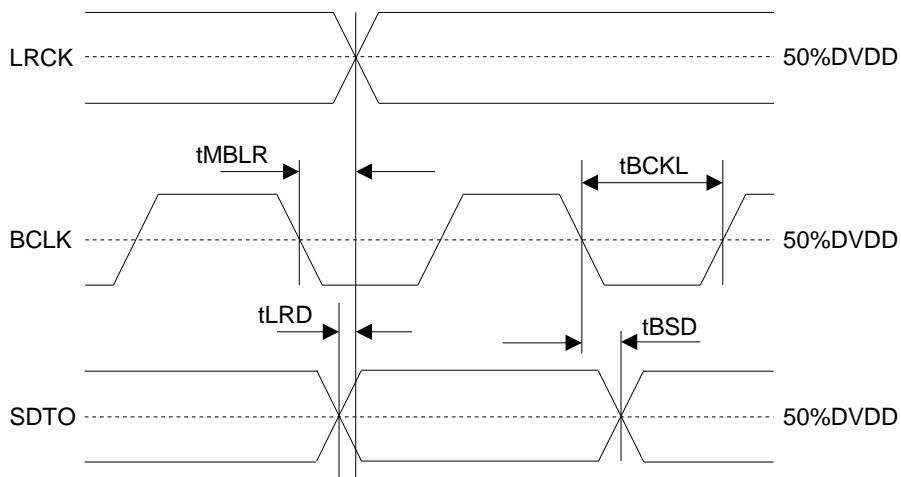 LRCK
50%DVDD
tMBLR
tBCKL
BCLK
50%DVDD
tLRD
tBSD
SDTO
50%DVDD